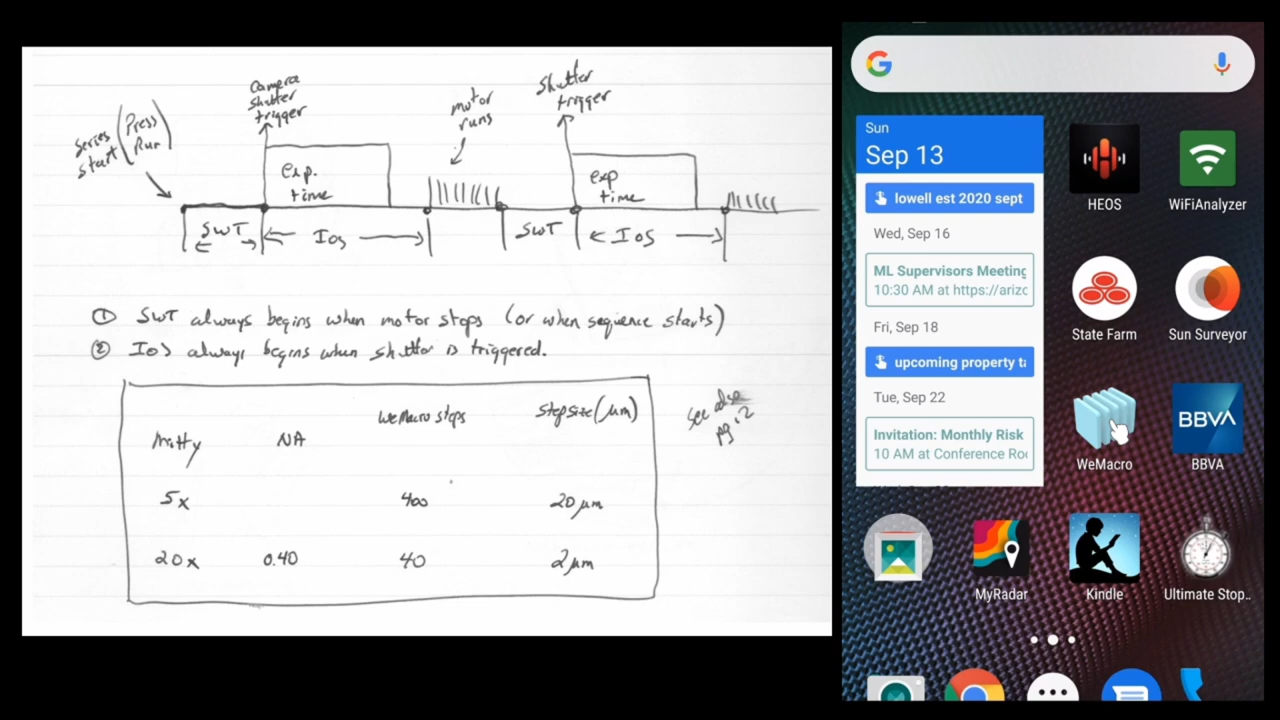 camera
shutter
trigger
Series
start
(Press
Run)
motor
runs
shutter
trigger
exp.
time
exp
time
SWT
IOS
SWT
IOS
① SWT always begins when motor stops (or when sequence starts)
② IOS always begins when shutter is triggered.
Mitty NA WeMacro steps Step size (μm)
5x 400 20 μm
20x 0.40 40 2 μm
see also
pg. 2
Sun
Sep 13
lowell est 2020 sept
Wed, Sep 16
ML Supervisors Meeting
10:30 AM at https://arizo
Fri, Sep 18
upcoming property ta
Tue, Sep 22
Invitation: Monthly Risk
10 AM at Conference Roo
HEOS
WiFiAnalyzer
State Farm
Sun Surveyor
WeMacro
BBVA
BBVA
MyRadar
Kindle
Ultimate Stop..